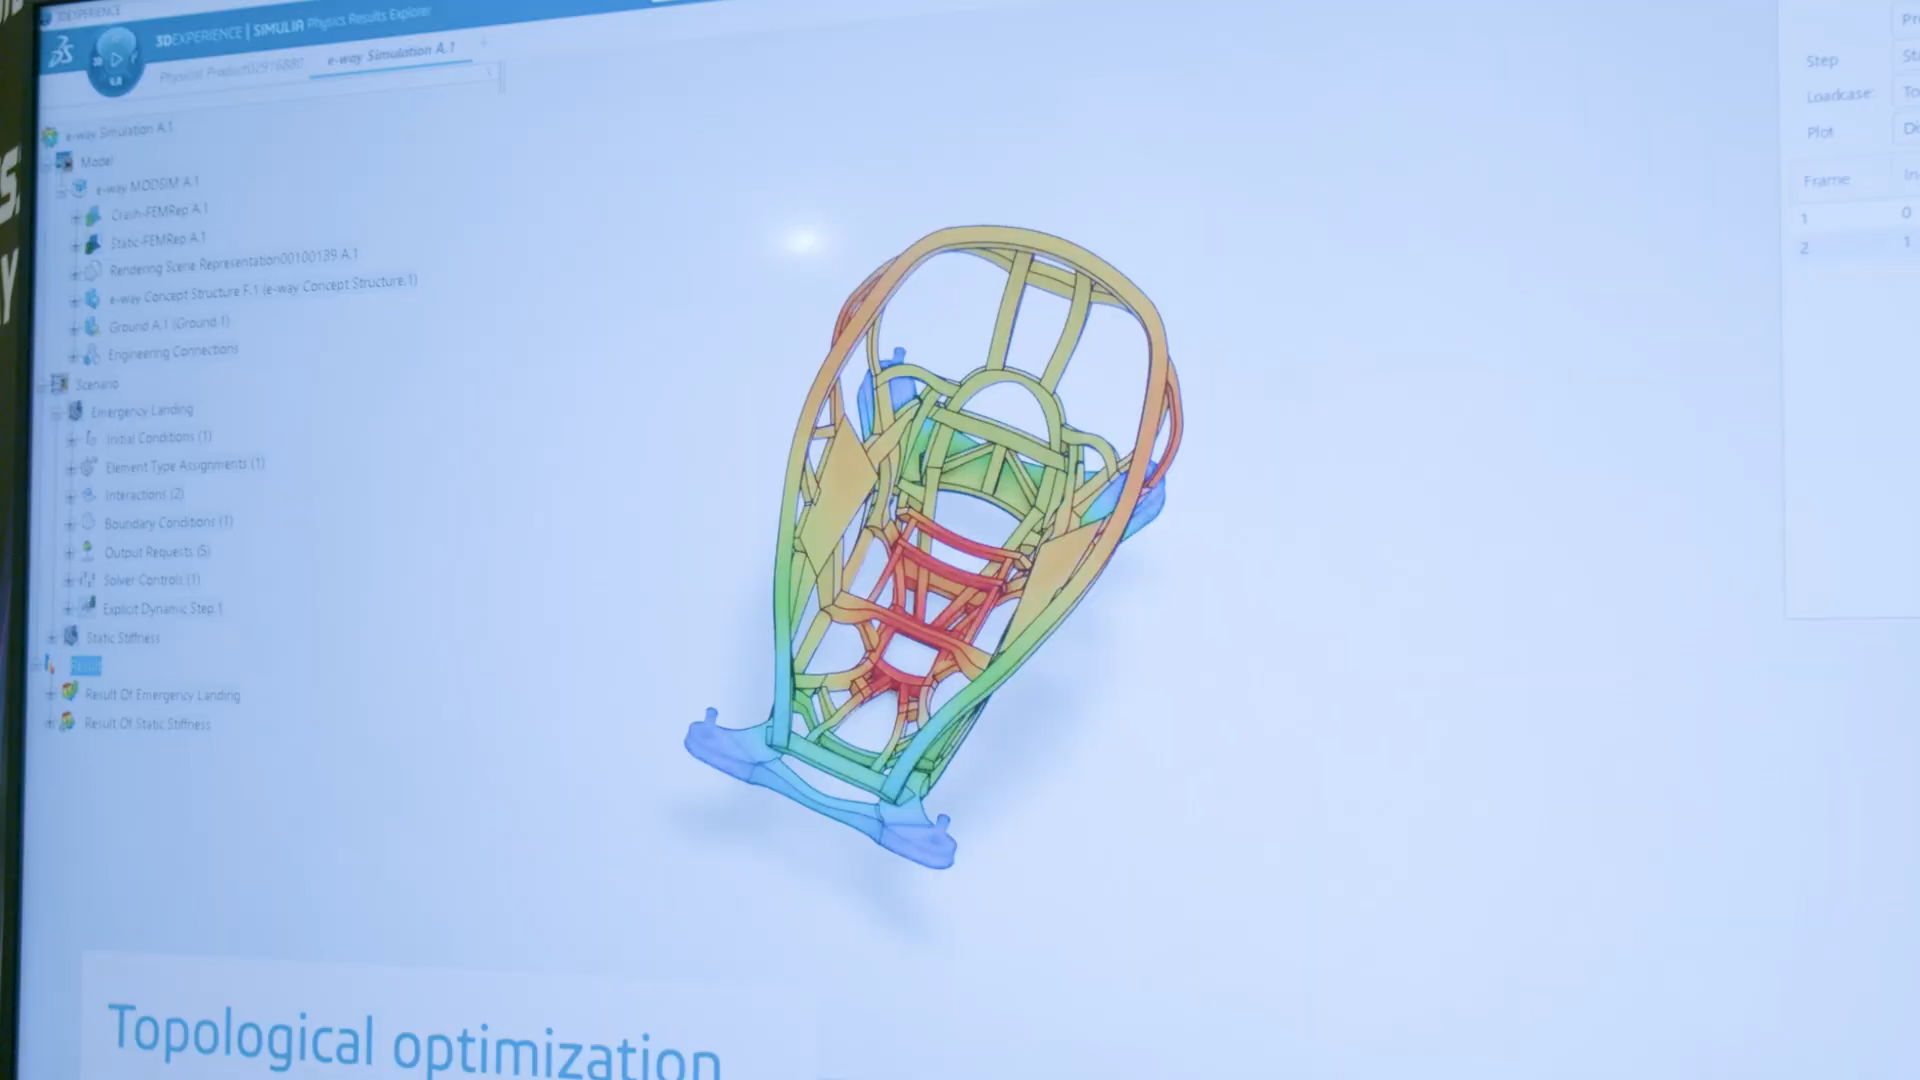 3DEXPERIENCE
3DEXPERIENCE | SIMULIA Physics Results Explorer
e-way Simulation A.1
e-way Simulation A.1
Model
e-way MODSIM A.1
Crash-FEMRep A.1
Static-FEMRep A.1
Rendering Scene Representation00100139 A.1
e-way Concept Structure F.1 (e-way Concept Structure.1)
Ground A.1 (Ground.1)
Engineering Connections
Scenario
Emergency Landing
Initial Conditions (1)
Element Type Assignments (1)
Interactions (2)
Boundary Conditions (1)
Output Requests (5)
Solver Controls (1)
Explicit Dynamic Step.1
Static Stiffness
Result
Result Of Emergency Landing
Result Of Static Stiffness
Step
Loadcase
Plot
Frame
1 0
2 1
Topological optimization